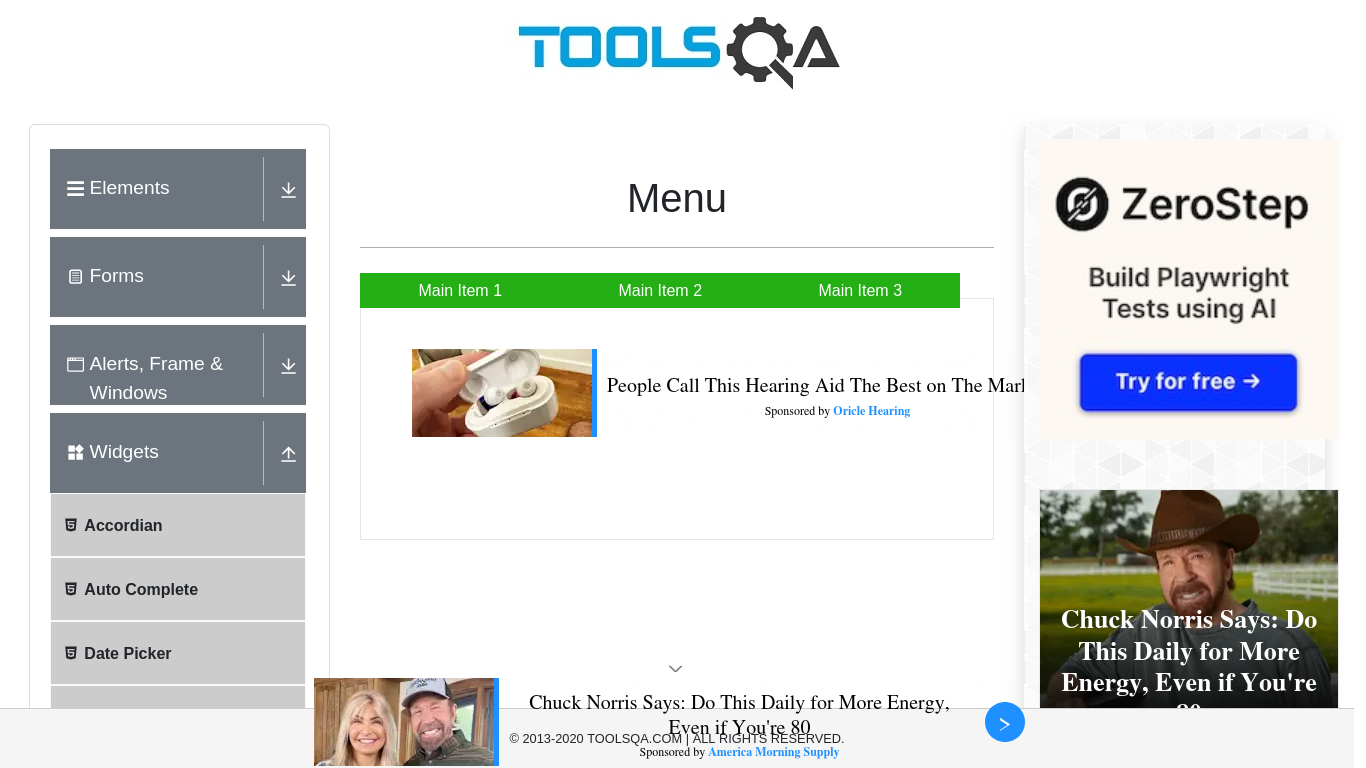 TOOLSQA
Elements
Forms
Alerts, Frame &
Windows
Widgets
Accordian
Auto Complete
Date Picker
Menu
Main Item 1
Main Item 2
Main Item 3
People Call This Hearing Aid The Best on The
Sponsored by Oricle Hearing
ZeroStep
Build Playwright
Tests using AI
Try for free →
Chuck Norris Says: Do
This Daily for More
Energy, Even if You're
Chuck Norris Says: Do This Daily for More Energy,
Even if You're 80
© 2013-2020 TOOLSQA.COM | ALL RIGHTS RESERVED.
Sponsored by America Morning Supply